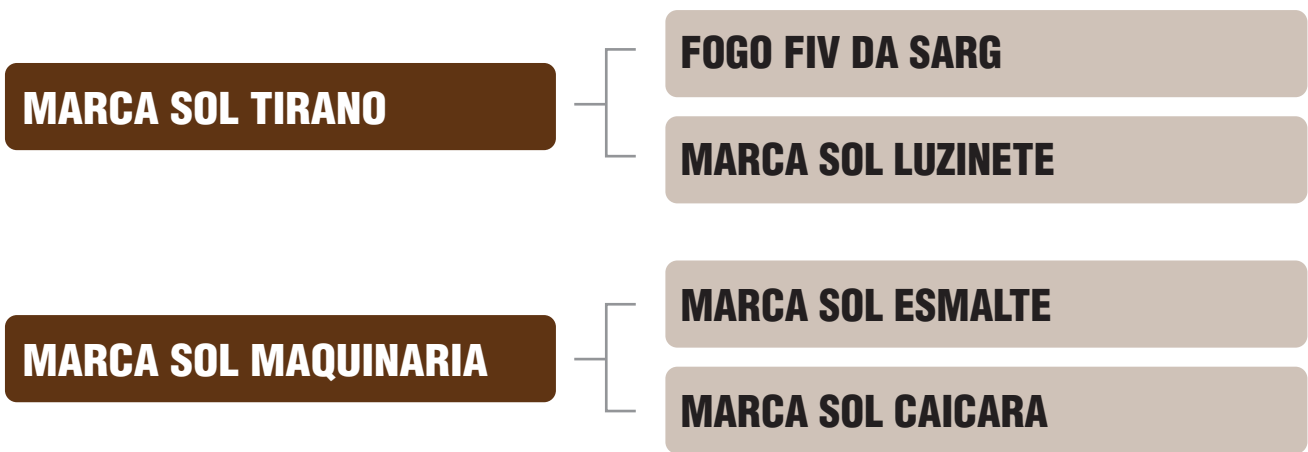 MARCA SOL TIRANO
FOGO FIV DA SARG
MARCA SOL LUZINETE
MARCA SOL MAQUINARIA
MARCA SOL ESMALTE
MARCA SOL CAICARA